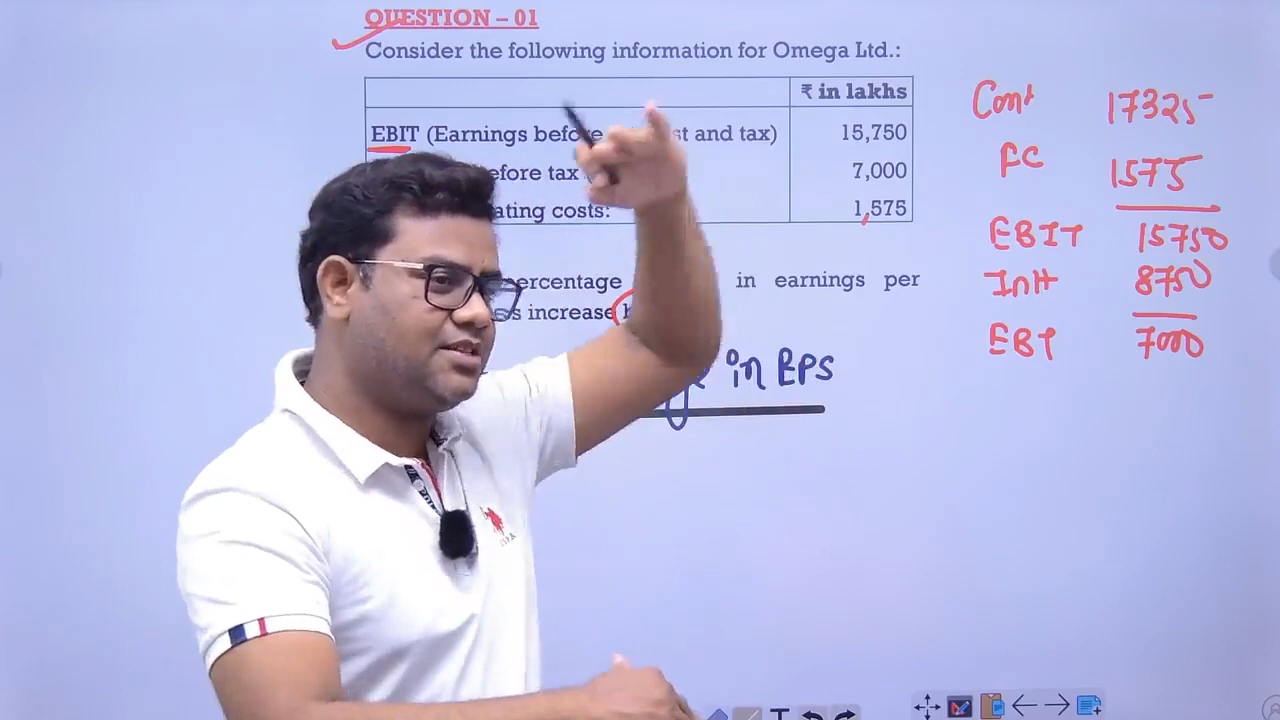 QUESTION – 01
Consider the following information for Omega Ltd.:
₹ in lakhs
EBIT (Earnings before st and tax) 15,750
efore tax 7,000
ating costs: 1,575
percentage in earnings per
s increase
in EPS
Cont 17325
FC 1575
EBIT 15750
Int 8750
EBT 7000